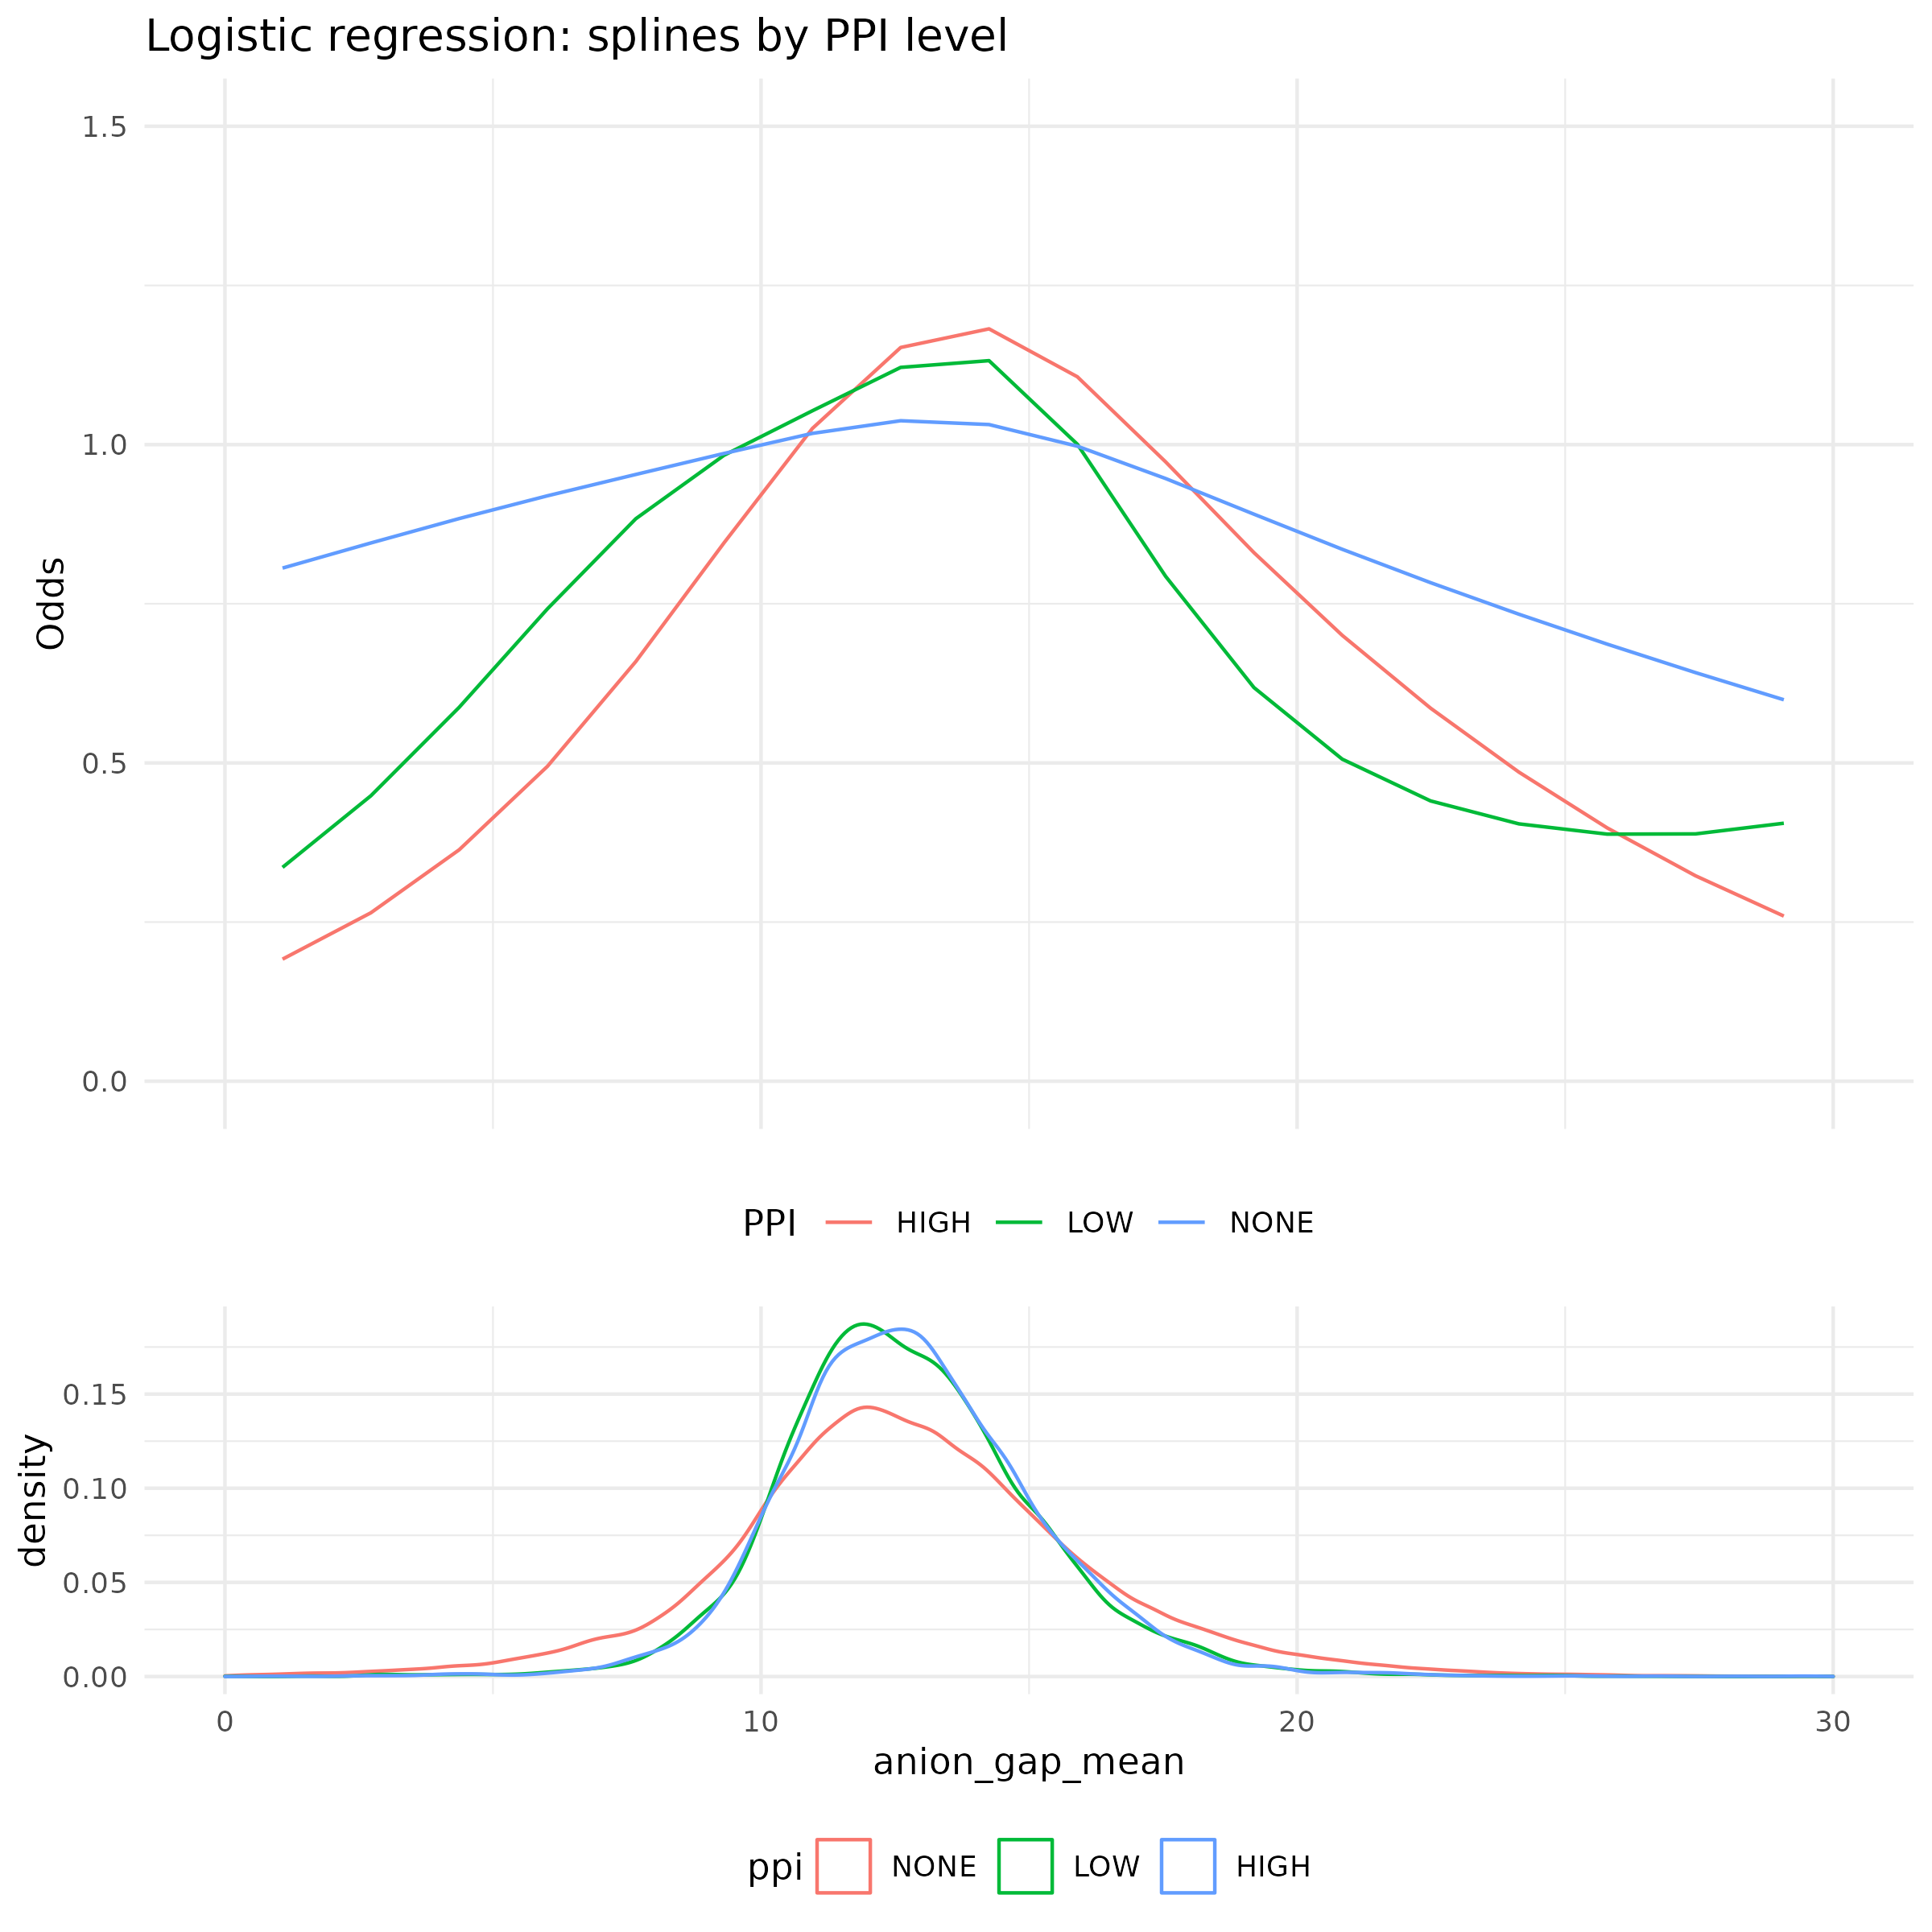 Logistic regression: splines by PPI level
1.5
1.0
0.5
0.0
Odds
PPI HIGH LOW NONE
0.15
0.10
0.05
0.00
density
0 10 20 30
anion_gap_mean
ppi NONE LOW HIGH